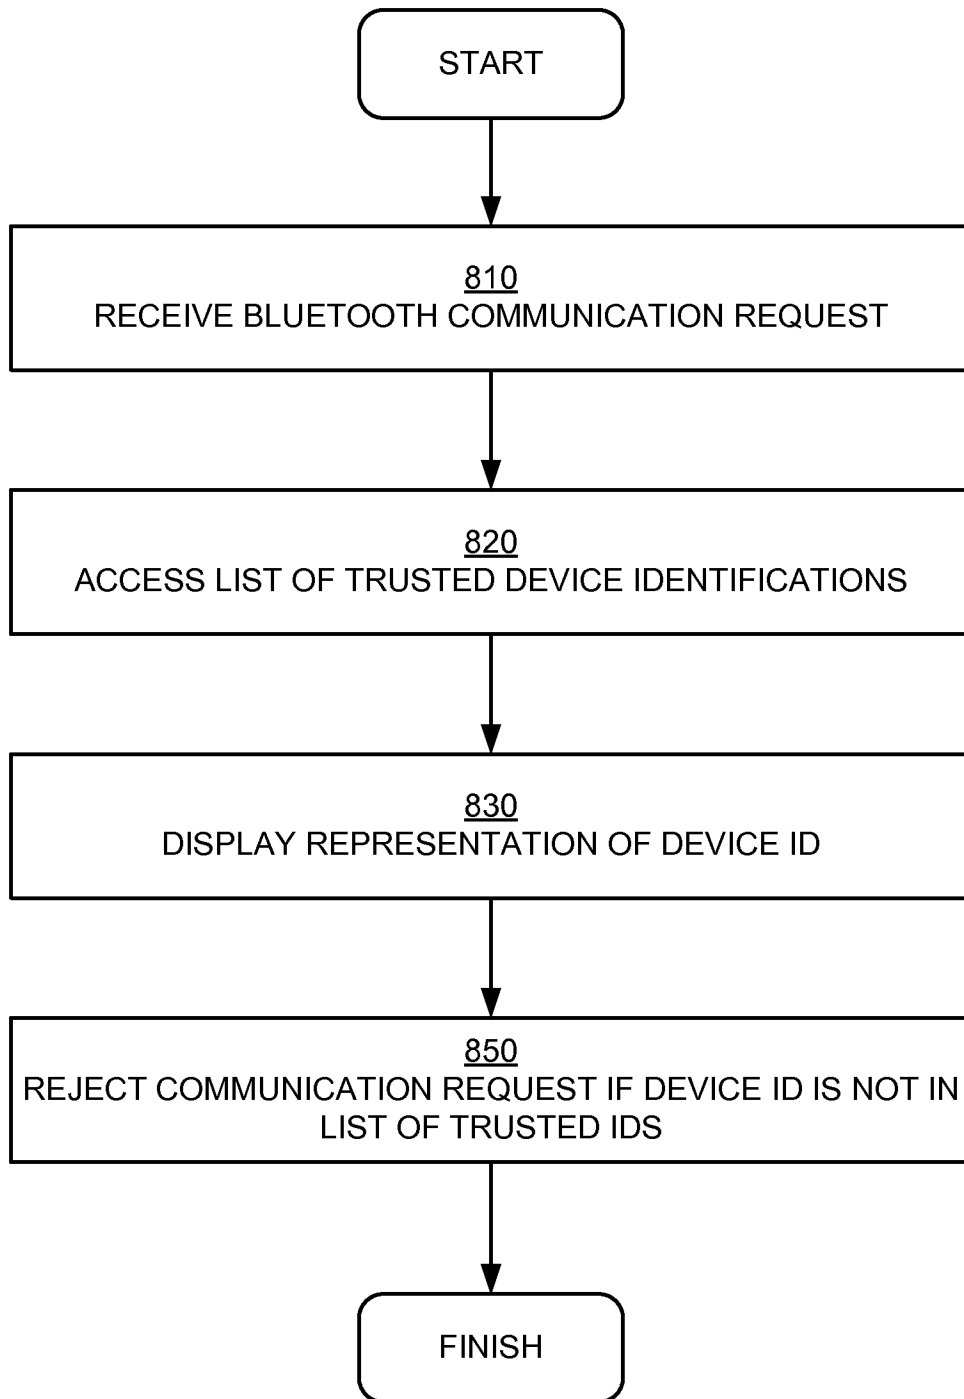 START
810
RECEIVE BLUETOOTH COMMUNICATION REQUEST
820
ACCESS LIST OF TRUSTED DEVICE IDENTIFICATIONS
830
DISPLAY REPRESENTATION OF DEVICE ID
850
REJECT COMMUNICATION REQUEST IF DEVICE ID IS NOT IN
LIST OF TRUSTED IDS
FINISH